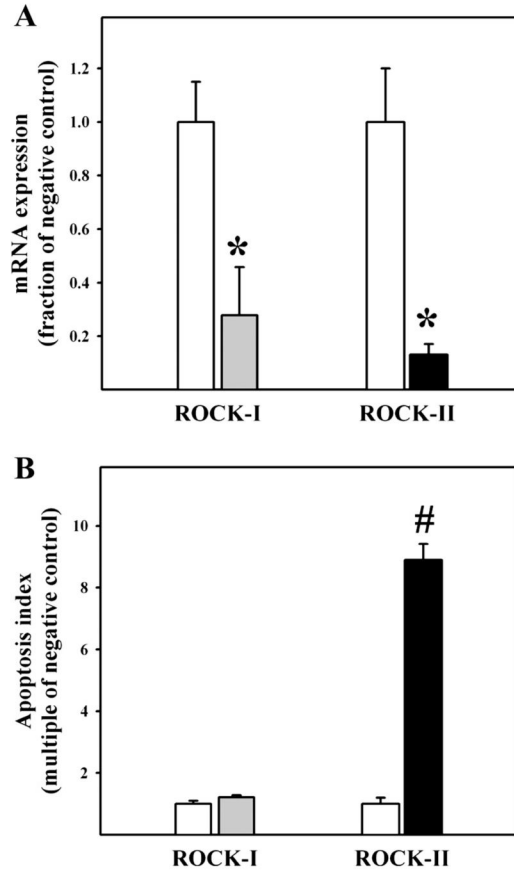 A
mRNA expression
(fraction of negative control)
1.2
1.0
0.8
0.6
0.4
0.2
*
*
ROCK-I
ROCK-II
B
Apoptosis index
(multiple of negative control)
10
8
6
4
2
#
ROCK-I
ROCK-II